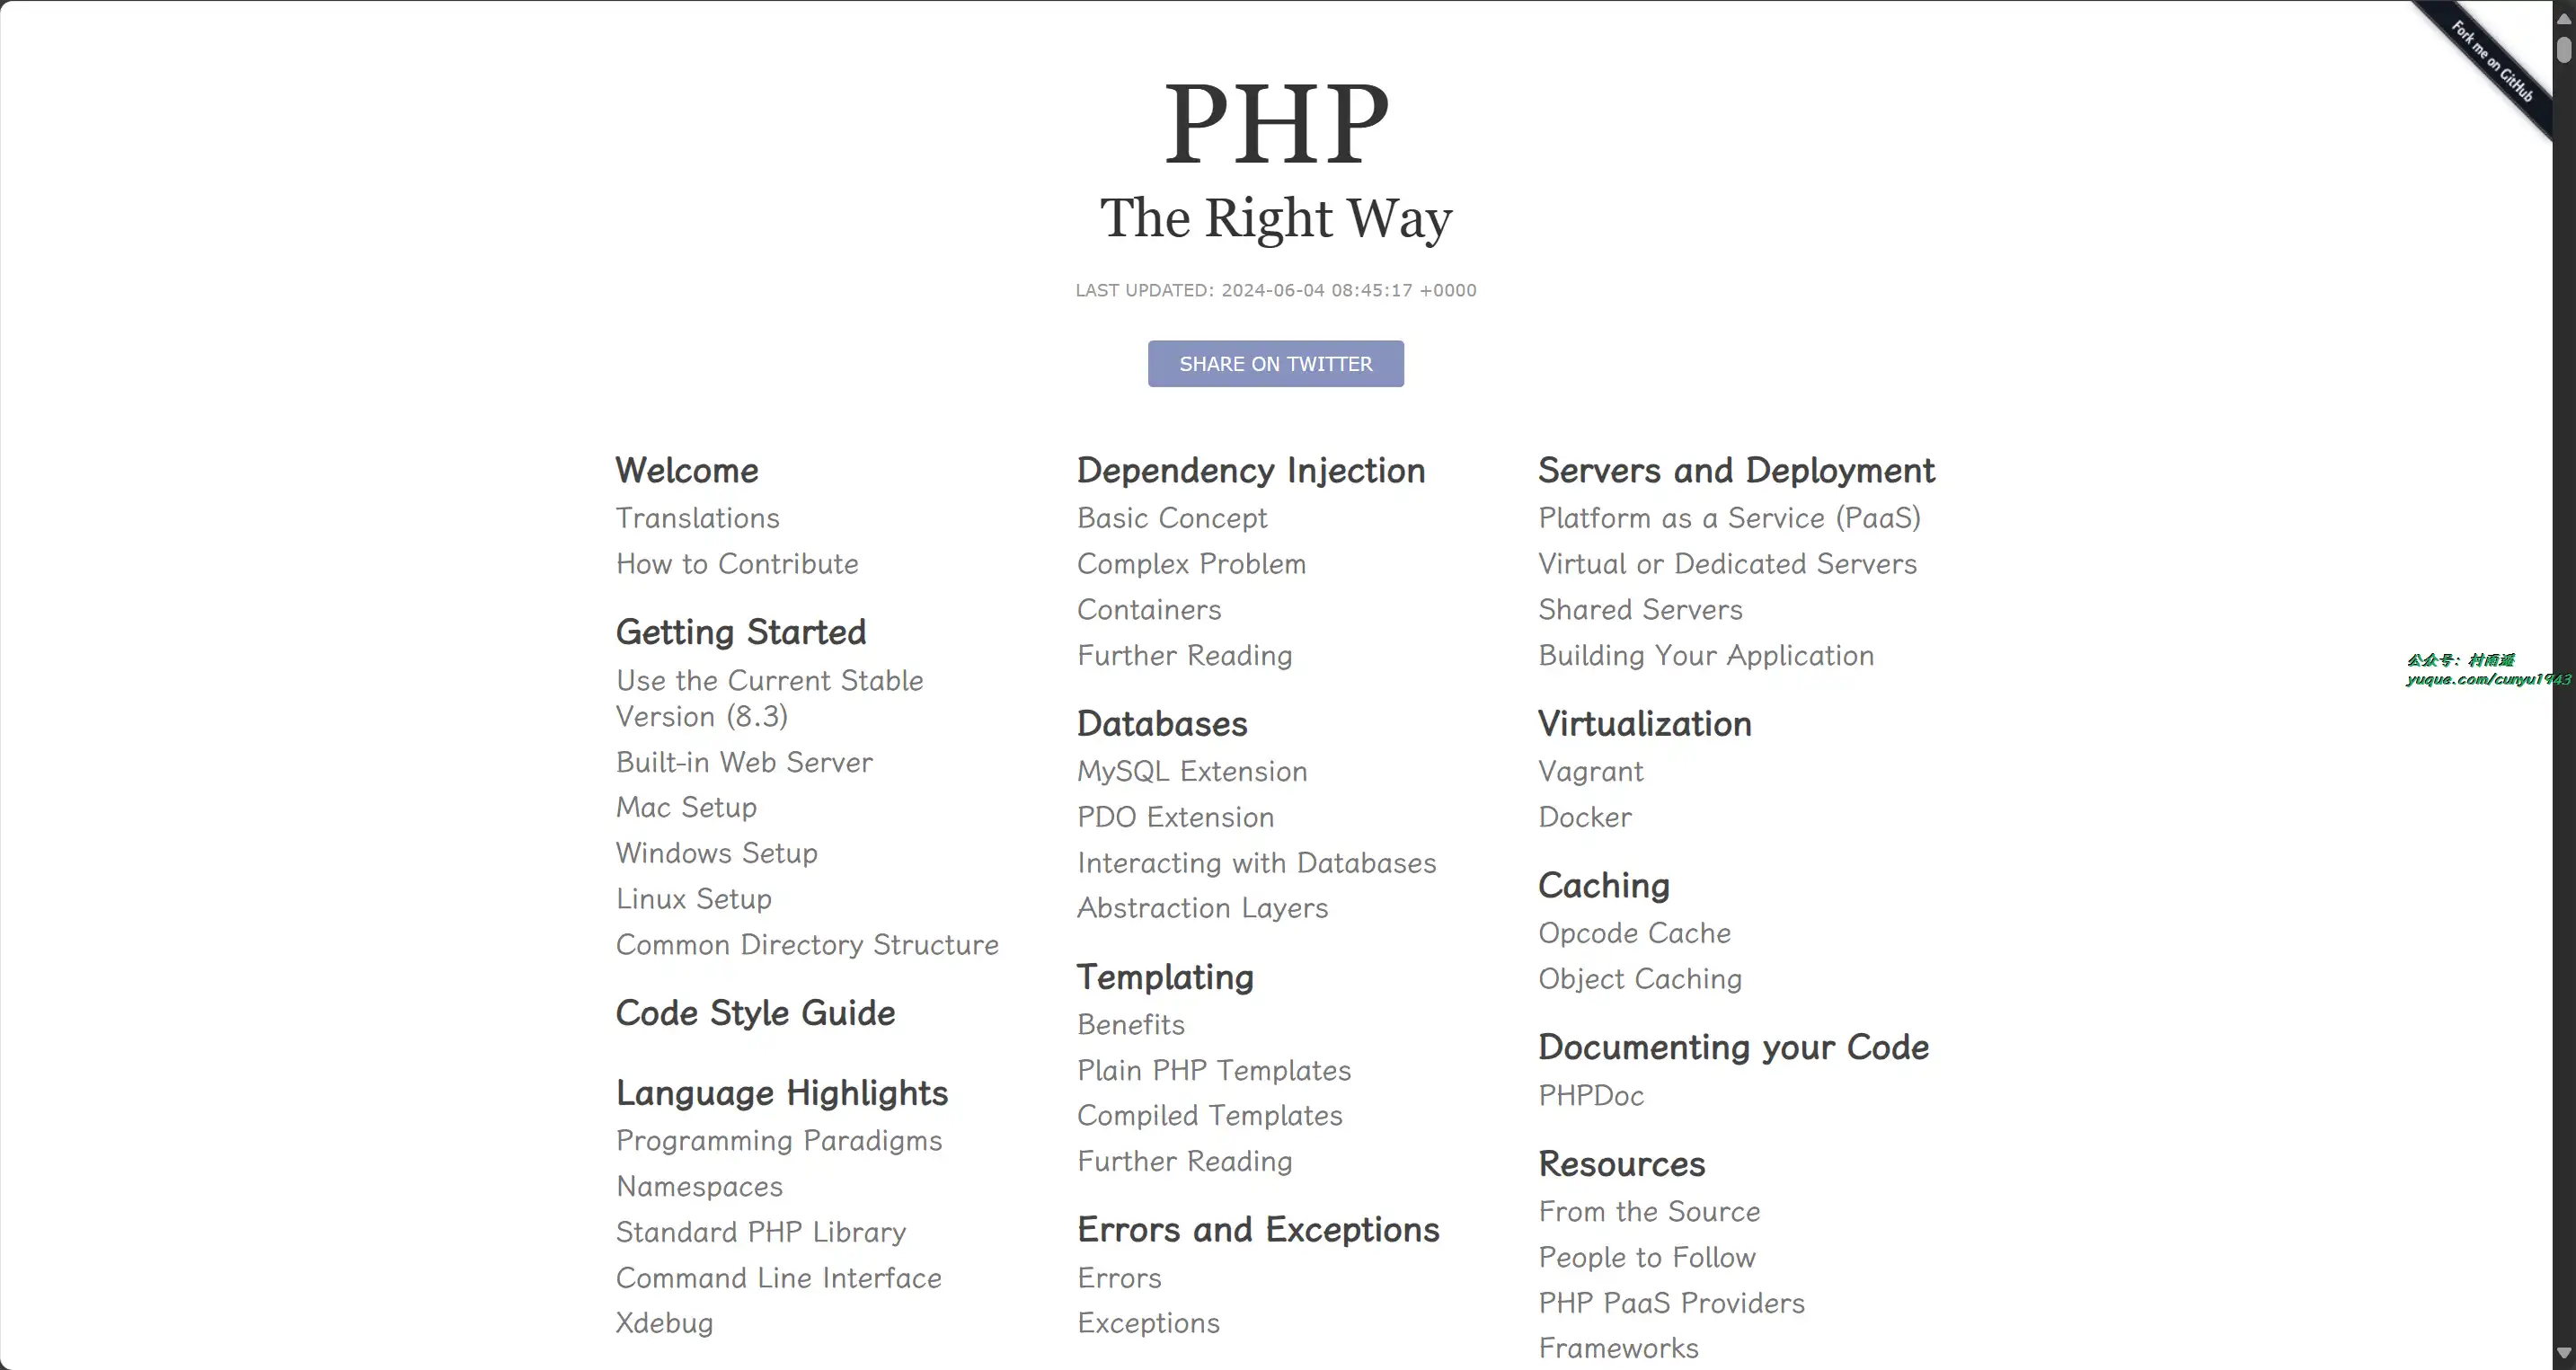 Fork me on GitHub
PHP
The Right Way
LAST UPDATED: 2024-06-04 08:45:17 +0000
SHARE ON TWITTER
Welcome
Translations
How to Contribute
Getting Started
Use the Current Stable
Version (8.3)
Built-in Web Server
Mac Setup
Windows Setup
Linux Setup
Common Directory Structure
Code Style Guide
Language Highlights
Programming Paradigms
Namespaces
Standard PHP Library
Command Line Interface
Xdebug
Dependency Injection
Basic Concept
Complex Problem
Containers
Further Reading
Databases
MySQL Extension
PDO Extension
Interacting with Databases
Abstraction Layers
Templating
Benefits
Plain PHP Templates
Compiled Templates
Further Reading
Errors and Exceptions
Errors
Exceptions
Servers and Deployment
Platform as a Service (PaaS)
Virtual or Dedicated Servers
Shared Servers
Building Your Application
Virtualization
Vagrant
Docker
Caching
Opcode Cache
Object Caching
Documenting your Code
PHPDoc
Resources
From the Source
People to Follow
PHP PaaS Providers
Frameworks
公众号：村雨遥
yuque.com/cunyu1943